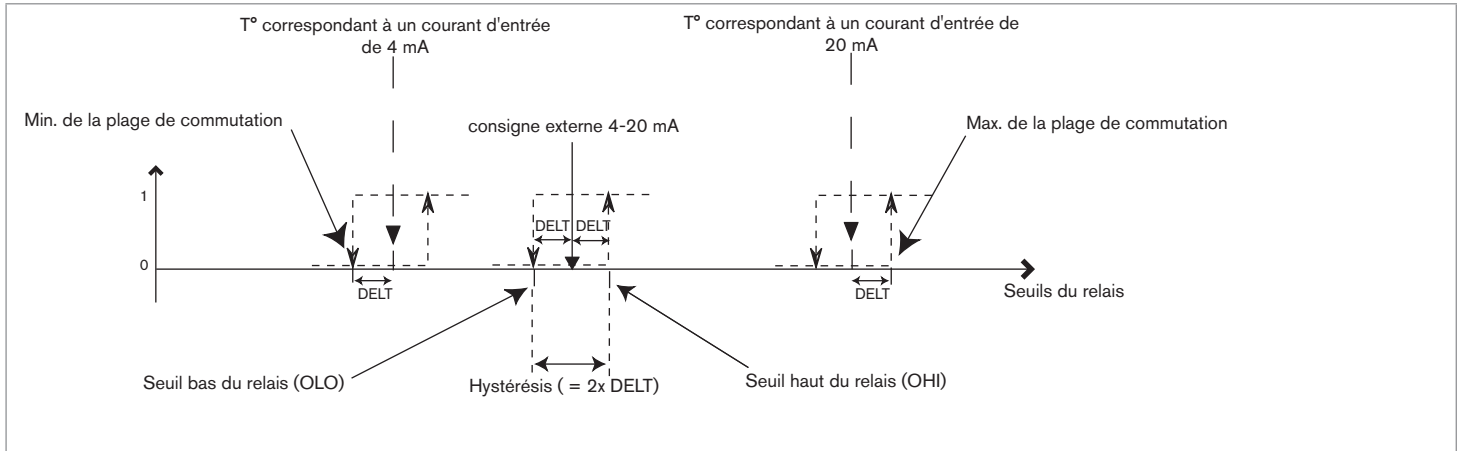 T° correspondant à un courant d'entrée
de 4 mA
T° correspondant à un courant d'entrée de
20 mA
Min. de la plage de commutation
consigne externe 4-20 mA
Max. de la plage de commutation
1
DELT
DELT
0
DELT
DELT
Seuils du relais
Seuil bas du relais (OLO)
Hystérésis ( = 2x DELT)
Seuil haut du relais (OHI)